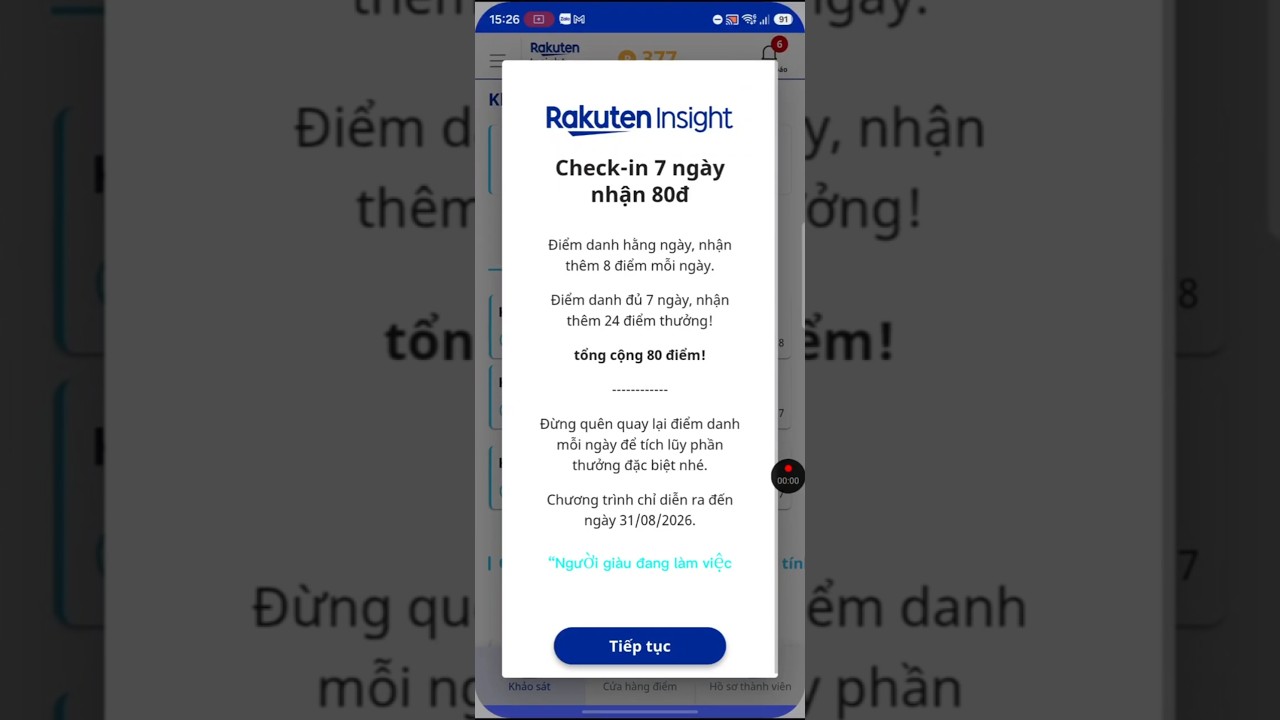 15:26
Zalo
91
Rakuten
377
6
Rakuten Insight
Check-in 7 ngày
nhận 80đ
Điểm danh hằng ngày, nhận
thêm 8 điểm mỗi ngày.
Điểm danh đủ 7 ngày, nhận
thêm 24 điểm thưởng!
tổng cộng 80 điểm!
------------
Đừng quên quay lại điểm danh
mỗi ngày để tích lũy phần
thưởng đặc biệt nhé.
00:00
Chương trình chỉ diễn ra đến
ngày 31/08/2026.
“Người giàu đang làm việc
tín
Tiếp tục
Khảo sát
Cửa hàng điểm
Hồ sơ thành viên